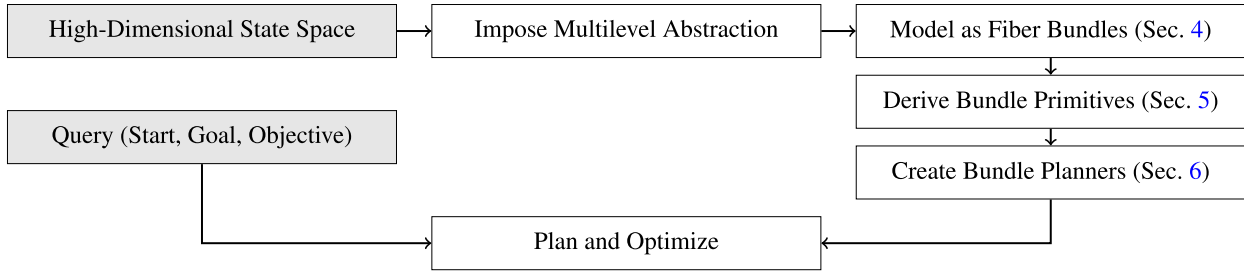 High-Dimensional State Space
Impose Multilevel Abstraction
Model as Fiber Bundles (Sec. 4)
Derive Bundle Primitives (Sec. 5)
Query (Start, Goal, Objective)
Create Bundle Planners (Sec. 6)
Plan and Optimize